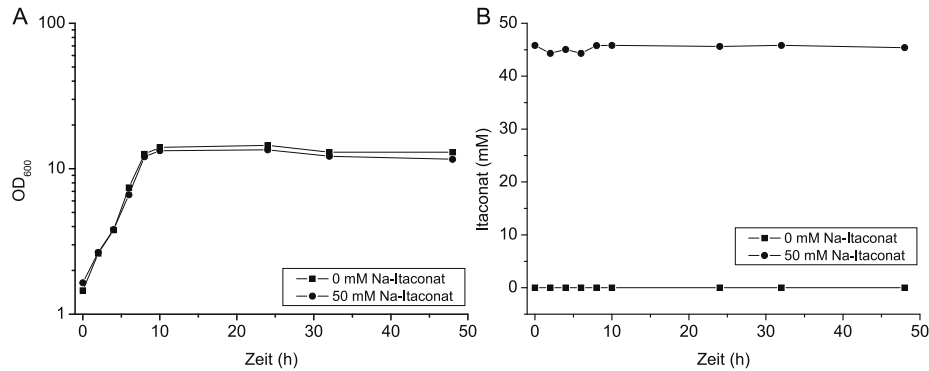 A
100
10
1
OD600
0 mM Na-Itaconat
50 mM Na-Itaconat
0 10 20 30 40 50
Zeit (h)
B
50
40
30
20
10
0
Itaconat (mM)
0 mM Na-Itaconat
50 mM Na-Itaconat
0 10 20 30 40 50
Zeit (h)